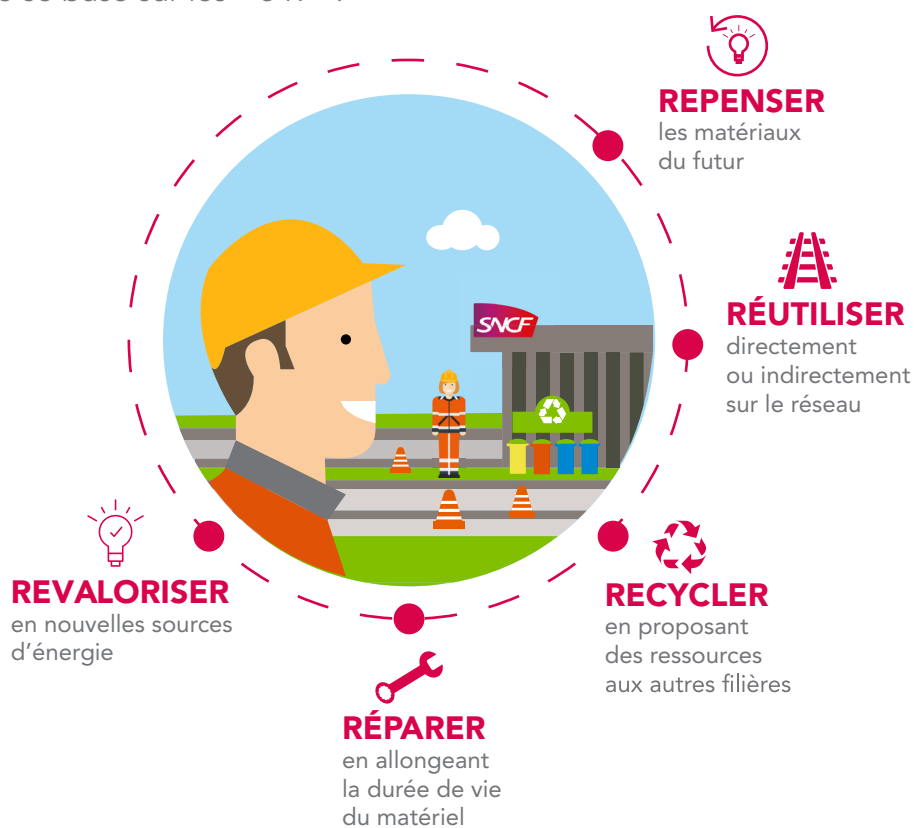 REPENSER
les matériaux
du futur
SNCF
RÉUTILISER
directement
ou indirectement
sur le réseau
RECYCLER
en proposant
des ressources
aux autres filières
RÉPARER
en allongeant
la durée de vie
du matériel
REVALORISER
en nouvelles sources
d'énergie